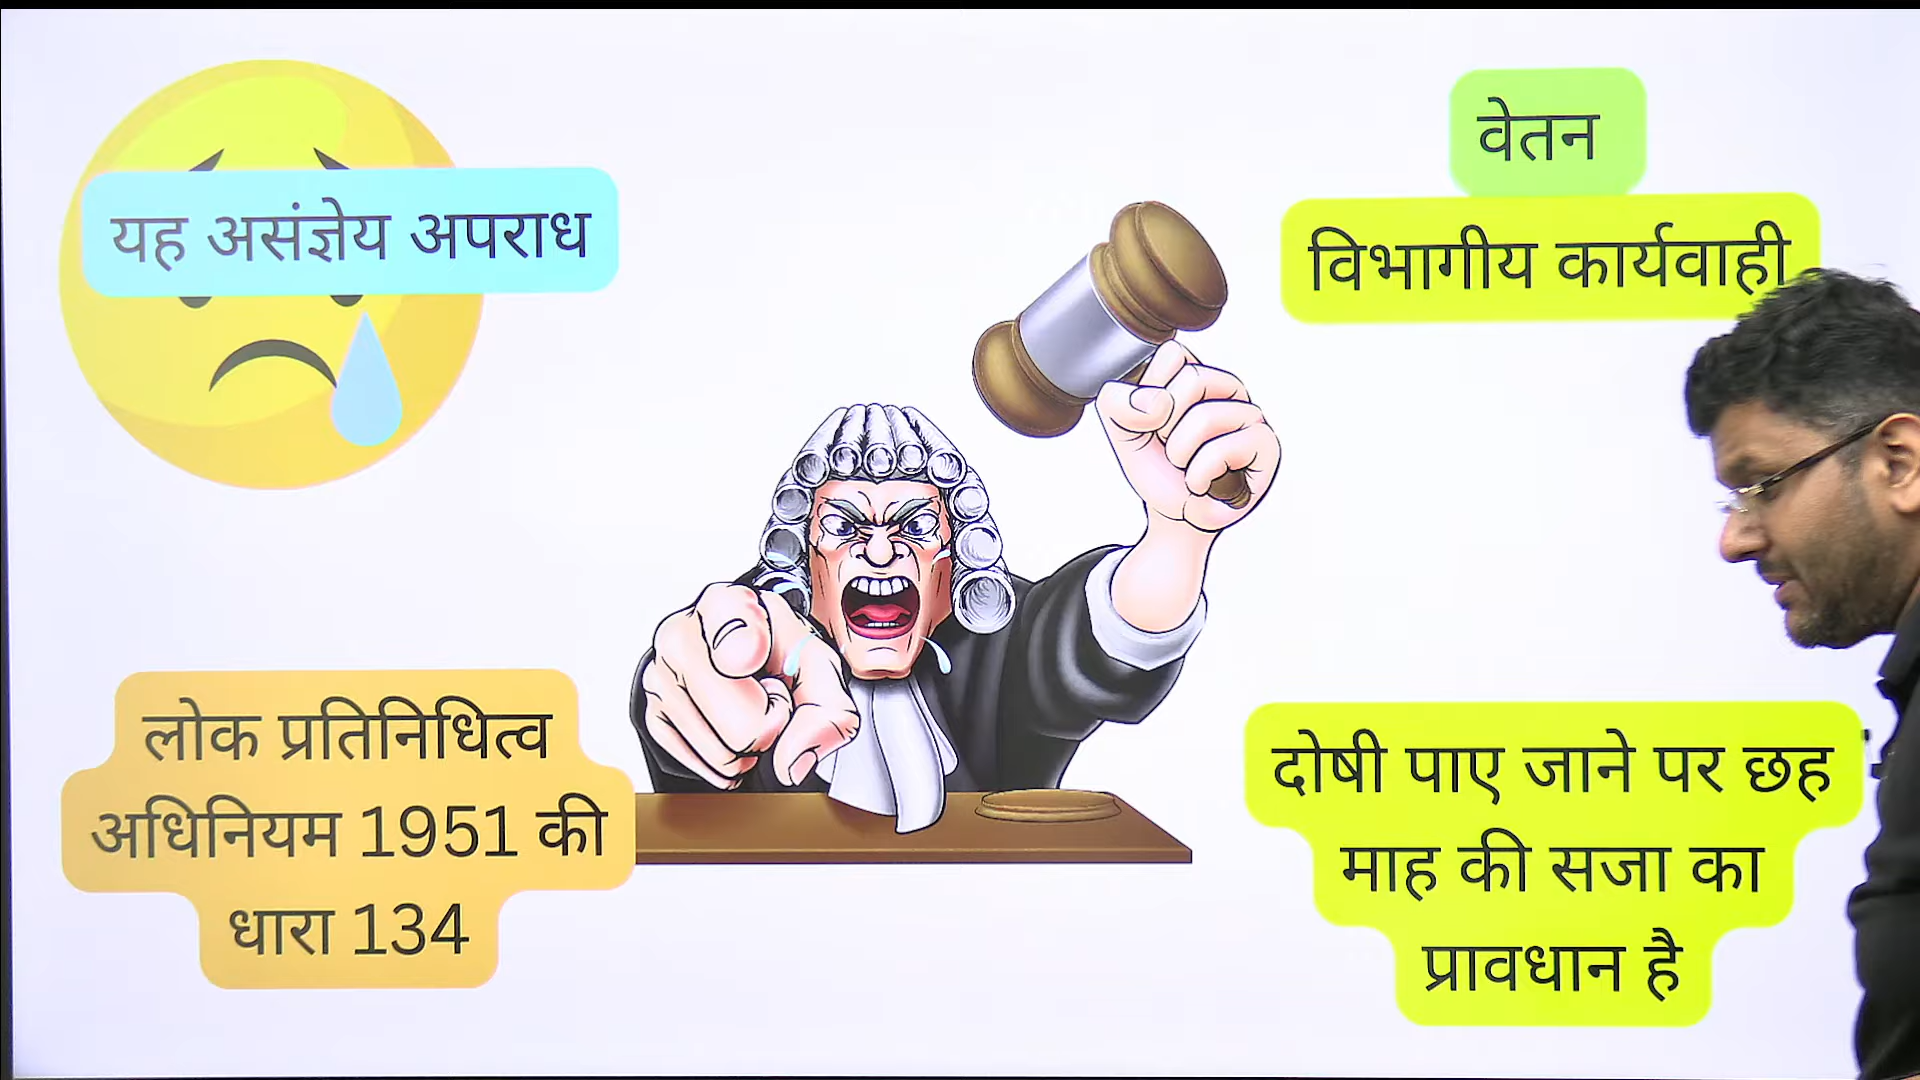 यह असंज्ञेय अपराध
वेतन
विभागीय कार्यवाही
लोक प्रतिनिधित्व
अधिनियम 1951 की
धारा 134
दोषी पाए जाने पर छह
माह की सजा का
प्रावधान है